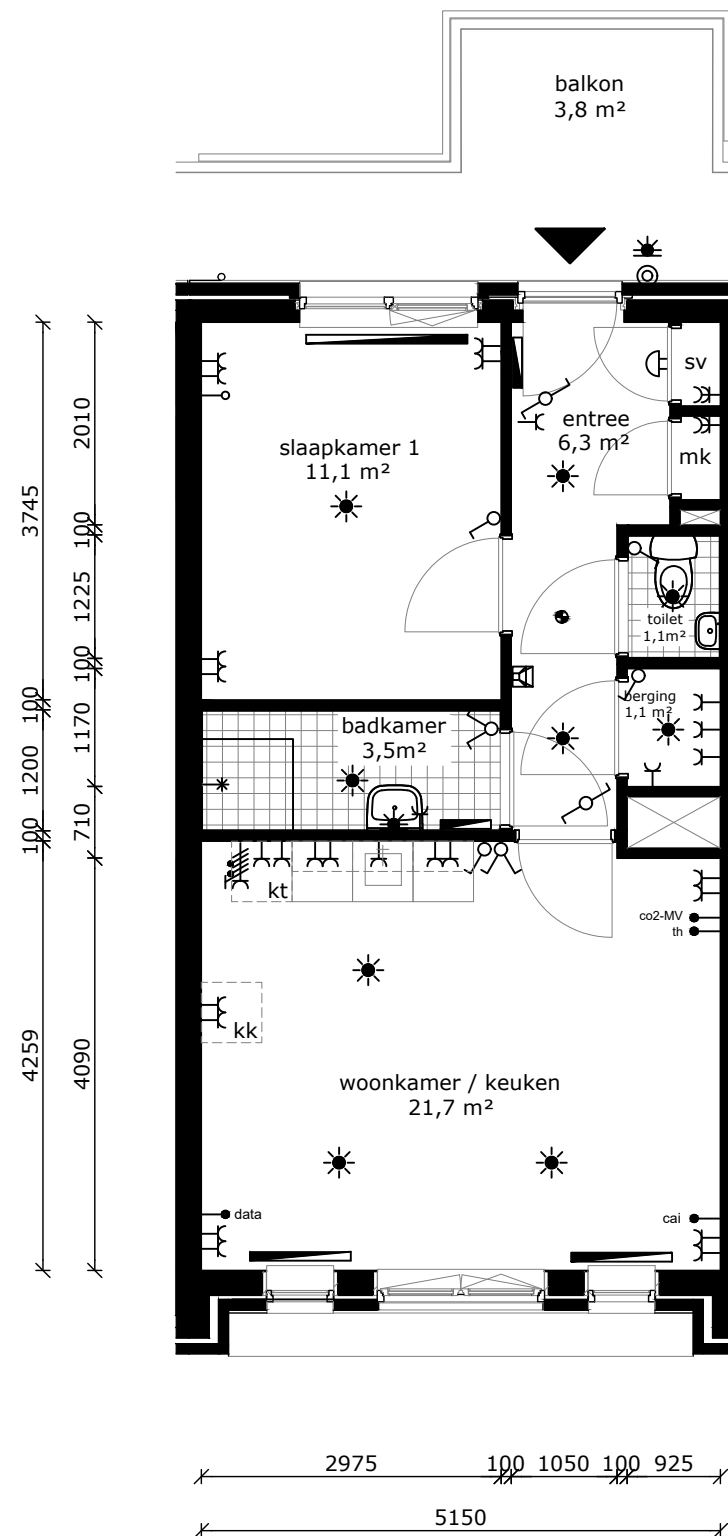 balkon
3,8 m²
sv
entree
6,3 m²
mk
slaapkamer 1
11,1 m²
toilet
1,1m²
berging
1,1 m²
badkamer
3,5m²
kt
co2-MV
th
kk
woonkamer / keuken
21,7 m²
data
cai
3745
100
1200
100
4259
2010
100
1225
100
1170
710
4090
2975
100
1050
100
925
5150